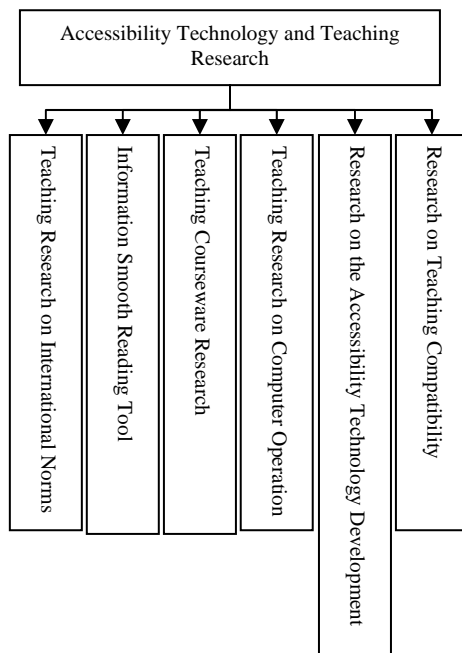 Accessibility Technology and Teaching
Research
Teaching Research on International Norms
Information Smooth Reading Tool
Teaching Courseware Research
Teaching Research on Computer Operation
Research on the Accessibility Technology Development
Research on Teaching Compatibility